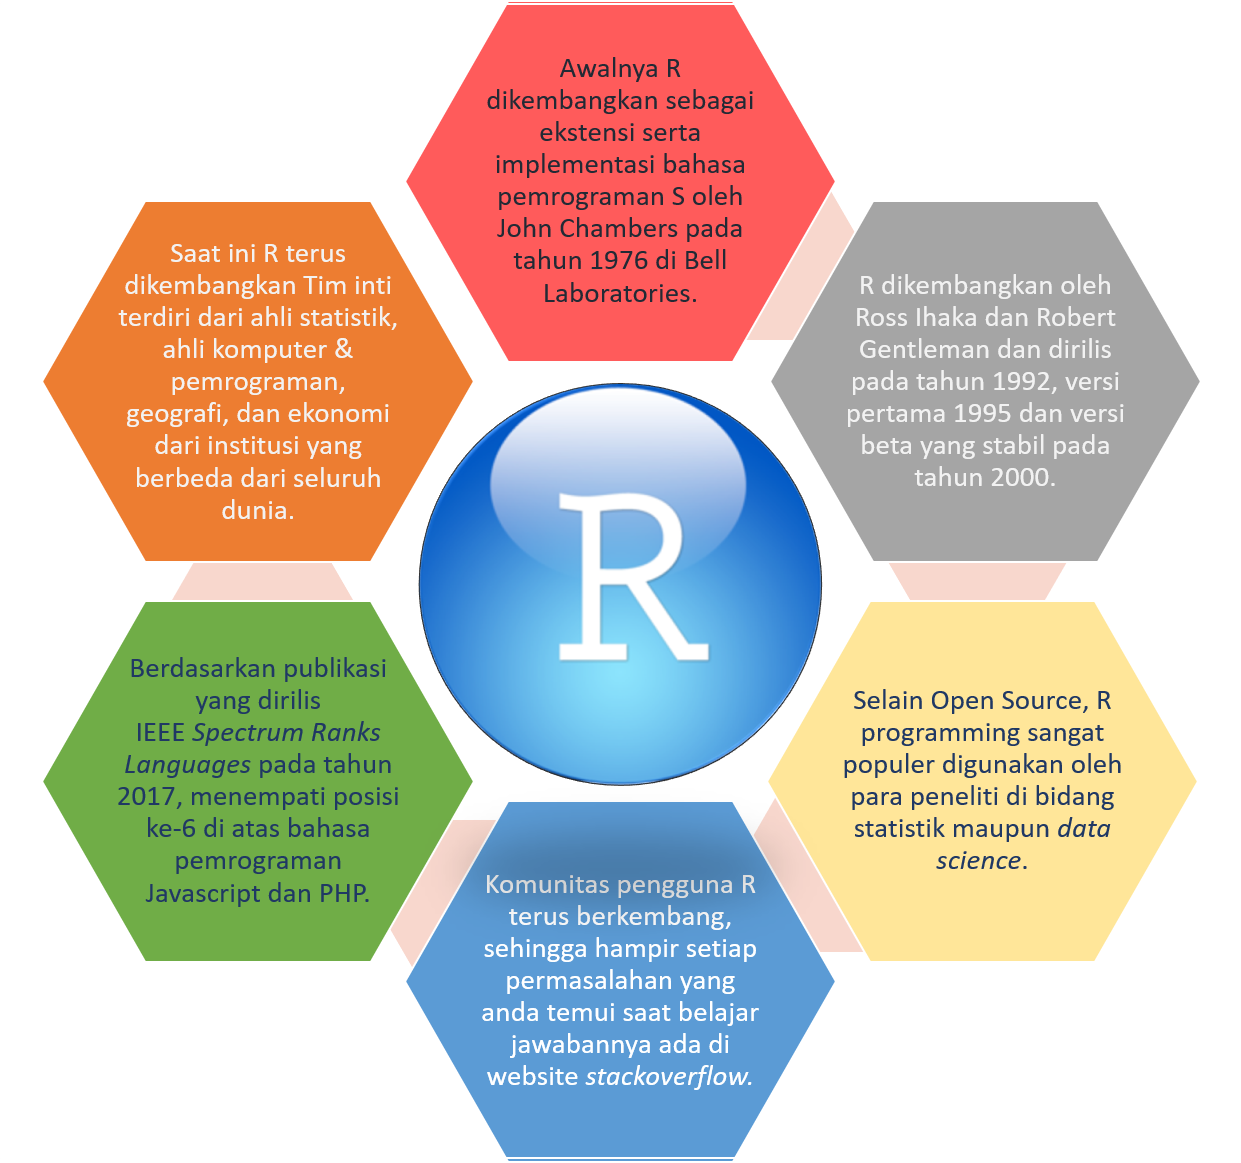 Awalnya R
dikembangkan sebagai
ekstensi serta
implementasi bahasa
pemrograman S oleh
John Chambers pada
tahun 1976 di Bell
Laboratories.
R dikembangkan oleh
Ross Ihaka dan Robert
Gentleman dan dirilis
pada tahun 1992, versi
pertama 1995 dan versi
beta yang stabil pada
tahun 2000.
Selain Open Source, R
programming sangat
populer digunakan oleh
para peneliti di bidang
statistik maupun data
science.
Komunitas pengguna R
terus berkembang,
sehingga hampir setiap
permasalahan yang
anda temui saat belajar
jawabannya ada di
website stackoverflow.
Berdasarkan publikasi
yang dirilis
IEEE Spectrum Ranks
Languages pada tahun
2017, menempati posisi
ke-6 di atas bahasa
pemrograman
Javascript dan PHP.
Saat ini R terus
dikembangkan Tim inti
terdiri dari ahli statistik,
ahli komputer &
pemrograman,
geografi, dan ekonomi
dari institusi yang
berbeda dari seluruh
dunia.
R